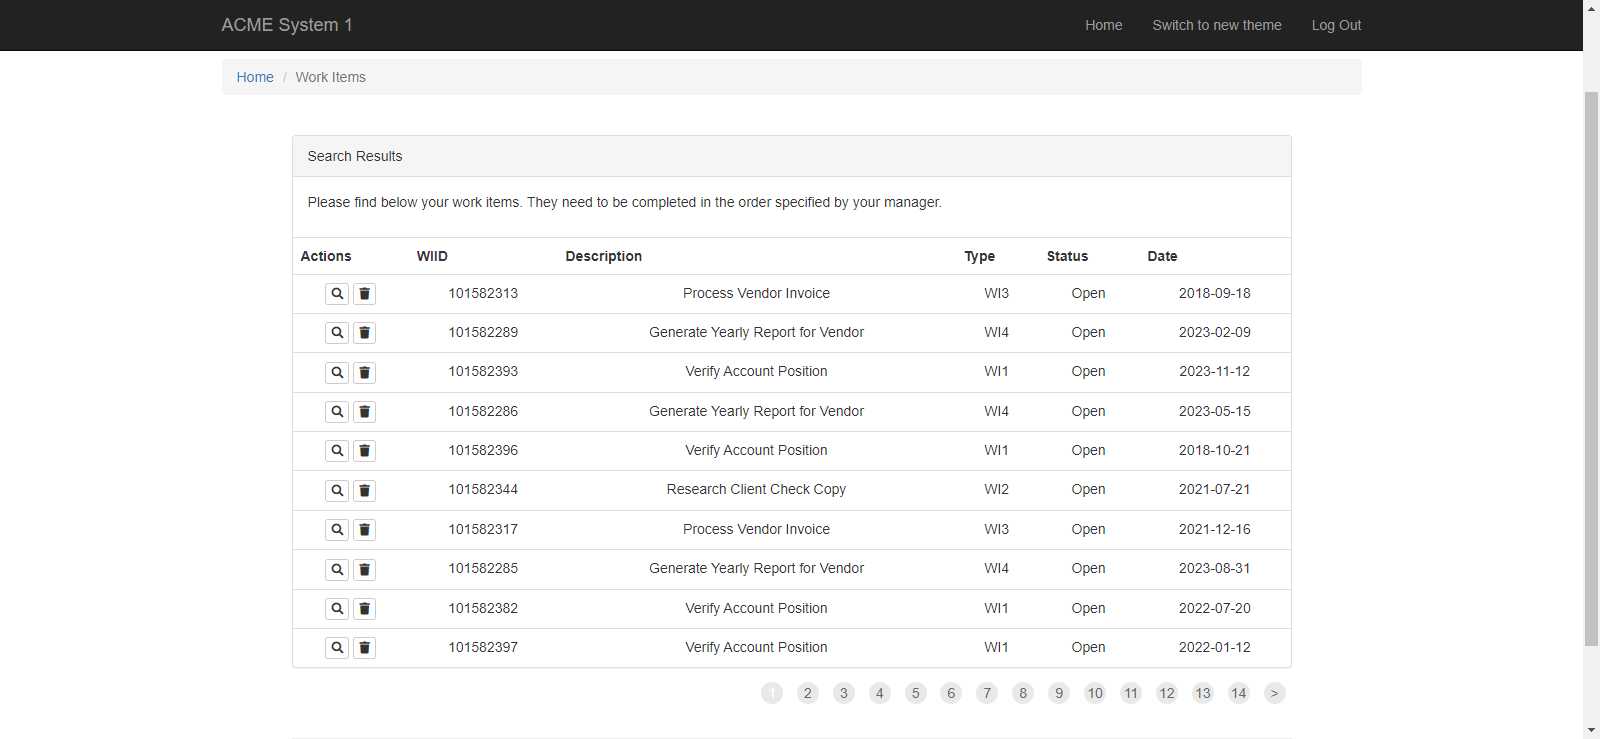 ACME System 1 Home Switch to new theme Log Out
Home / Work Items
Search Results
Please find below your work items. They need to be completed in the order specified by your manager.
Actions WIID Description Type Status Date
101582313 Process Vendor Invoice WI3 Open 2018-09-18
101582289 Generate Yearly Report for Vendor WI4 Open 2023-02-09
101582393 Verify Account Position WI1 Open 2023-11-12
101582286 Generate Yearly Report for Vendor WI4 Open 2023-05-15
101582396 Verify Account Position WI1 Open 2018-10-21
101582344 Research Client Check Copy WI2 Open 2021-07-21
101582317 Process Vendor Invoice WI3 Open 2021-12-16
101582285 Generate Yearly Report for Vendor WI4 Open 2023-08-31
101582382 Verify Account Position WI1 Open 2022-07-20
101582397 Verify Account Position WI1 Open 2022-01-12
1 2 3 4 5 6 7 8 9 10 11 12 13 14 >